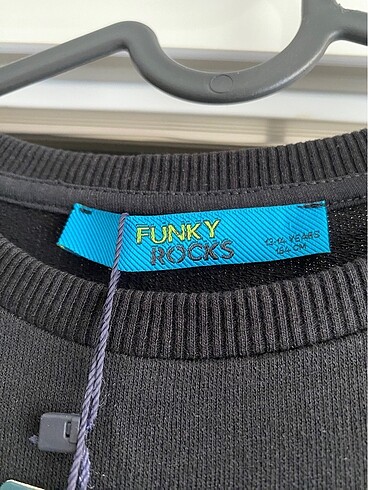 FUNKY
ROCKS
13-14 YEARS
164 CM